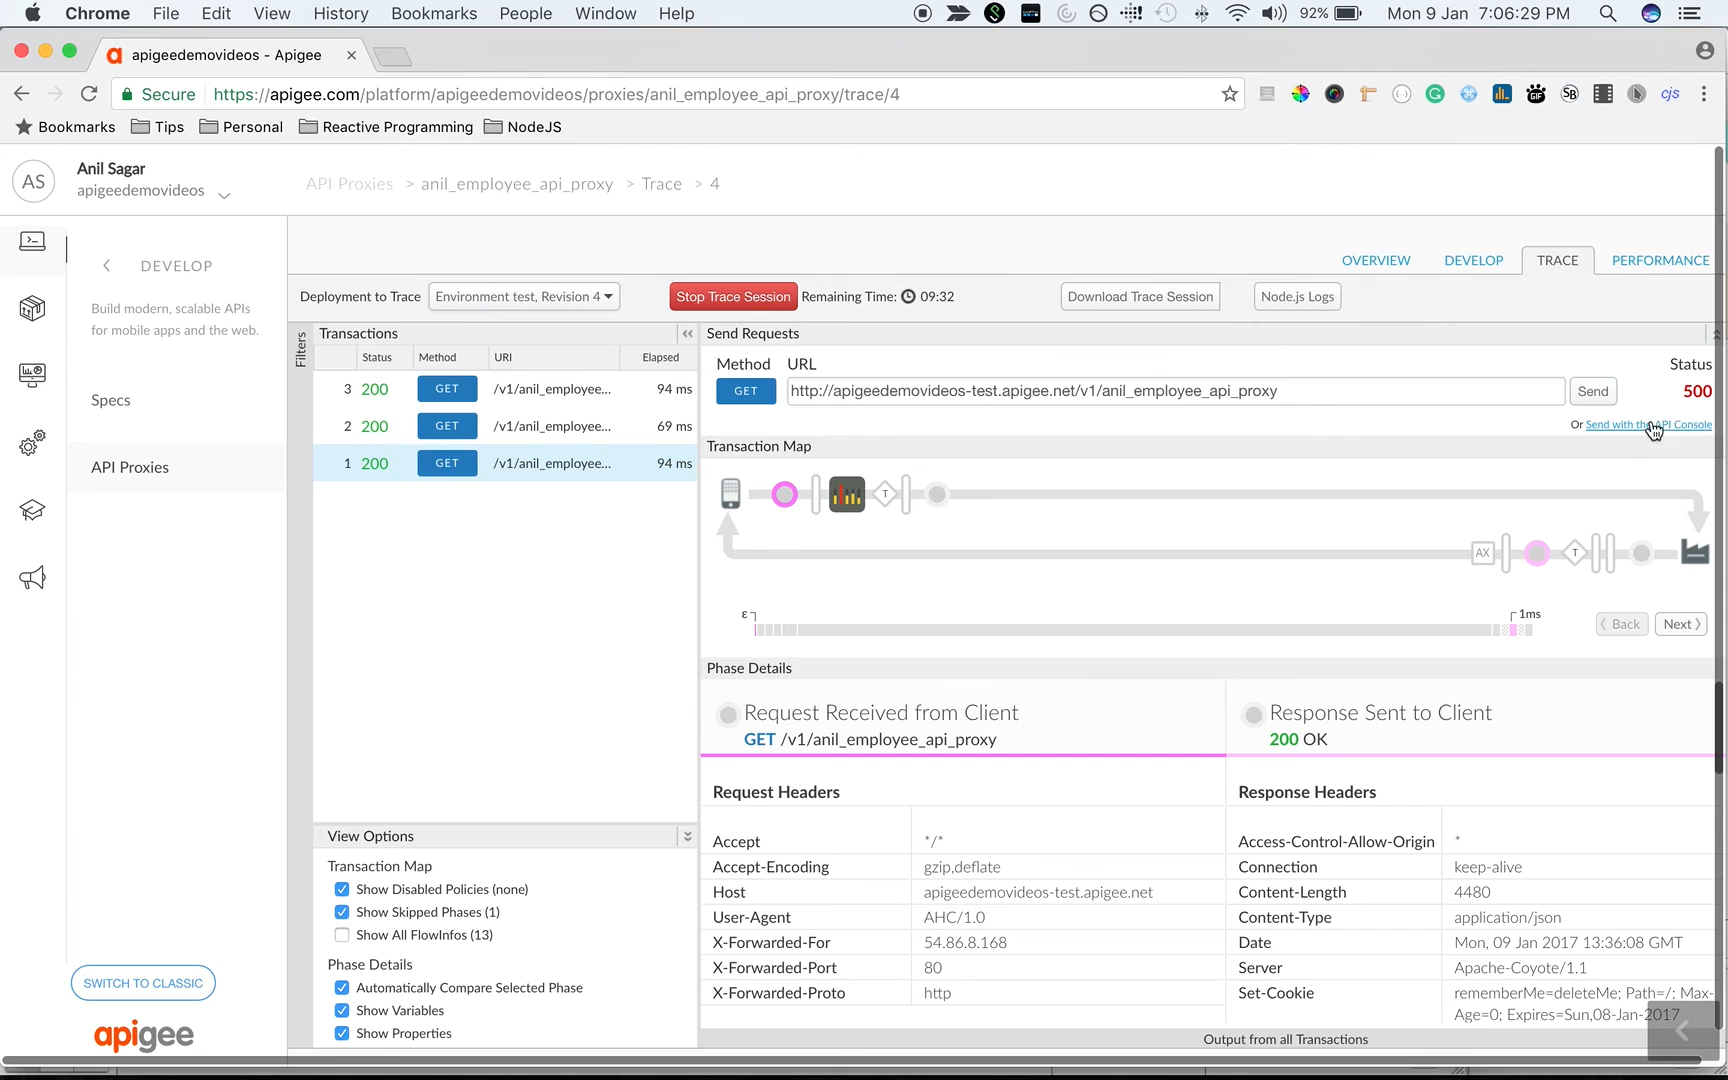 Chrome File Edit View History Bookmarks People Window Help 92% Mon 9 Jan 7:06:29 PM
apigeedemovideos - Apigee
Secure https://apigee.com/platform/apigeedemovideos/proxies/anil_employee_api_proxy/trace/4 GIF SB cjs
Bookmarks Tips Personal Reactive Programming NodeJS
AS
Anil Sagar
apigeedemovideos
API Proxies > anil_employee_api_proxy > Trace > 4
DEVELOP
Build modern, scalable APIs
for mobile apps and the web.
Specs
API Proxies
SWITCH TO CLASSIC
apigee
OVERVIEW DEVELOP TRACE PERFORMANCE
Deployment to Trace Environment test, Revision 4 Stop Trace Session Remaining Time: 09:32 Download Trace Session Node.js Logs
Filters
Transactions
Status Method URI Elapsed
3 200 GET /v1/anil_employee... 94 ms
2 200 GET /v1/anil_employee... 69 ms
1 200 GET /v1/anil_employee... 94 ms
View Options
Transaction Map
Show Disabled Policies (none)
Show Skipped Phases (1)
Show All FlowInfos (13)
Phase Details
Automatically Compare Selected Phase
Show Variables
Show Properties
Send Requests
Method URL Status
GET http://apigeedemovideos-test.apigee.net/v1/anil_employee_api_proxy Send 500
Or Send with the API Console
Transaction Map
T
AX T
ε 1ms
Back Next
Phase Details
Request Received from Client
GET /v1/anil_employee_api_proxy
Response Sent to Client
200 OK
Request Headers
Accept */*
Accept-Encoding gzip,deflate
Host apigeedemovideos-test.apigee.net
User-Agent AHC/1.0
X-Forwarded-For 54.86.8.168
X-Forwarded-Port 80
X-Forwarded-Proto http
Response Headers
Access-Control-Allow-Origin *
Connection keep-alive
Content-Length 4480
Content-Type application/json
Date Mon, 09 Jan 2017 13:36:08 GMT
Server Apache-Coyote/1.1
Set-Cookie rememberMe=deleteMe; Path=/; Max-
Age=0; Expires=Sun,08-Jan-2017
Output from all Transactions